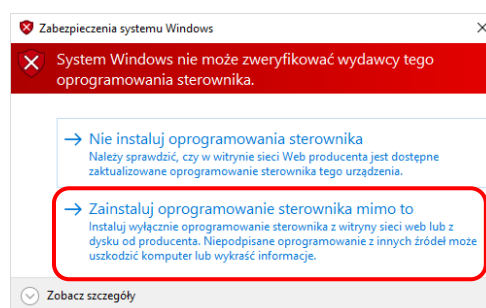 Zabezpieczenia systemu Windows
System Windows nie może zweryfikować wydawcy tego
oprogramowania sterownika.
Nie instaluj oprogramowania sterownika
Należy sprawdzić, czy w witrynie sieci Web producenta jest dostępne
zaktualizowane oprogramowanie sterownika tego urządzenia.
Zainstaluj oprogramowanie sterownika mimo to
Instaluj wyłącznie oprogramowanie sterownika z witryny sieci web lub z
dysku od producenta. Niepodpisane oprogramowanie z innych źródeł może
uszkodzić komputer lub wykraść informacje.
Zobacz szczegóły